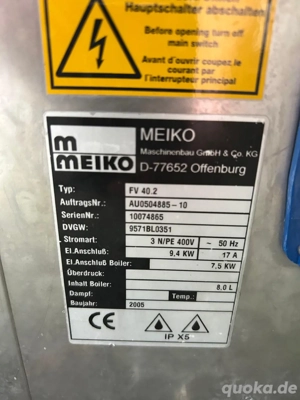 Hauptschalter abschalten
Before opening turn off
main switch
Avant d'ouvrir, coupez le
courant par
l'interrupteur principal
m
MEIKO
MEIKO
Maschinenbau GmbH & Co. KG
D-77652 Offenburg
Typ: FV 40.2
AuftragsNr.: AU0504885-10
SerienNr.: 10074865
DVGW: 9571BL0351
Stromart: 3 N/PE 400V ~ 50 Hz
El.Anschluß: 9,4 KW 17 A
El.Anschluß Boiler: 7,5 KW
Überdruck:
Inhalt Boiler: 8,0 L
Dampf: Temp.:
Baujahr: 2005
CE
IP X5
quoka.de